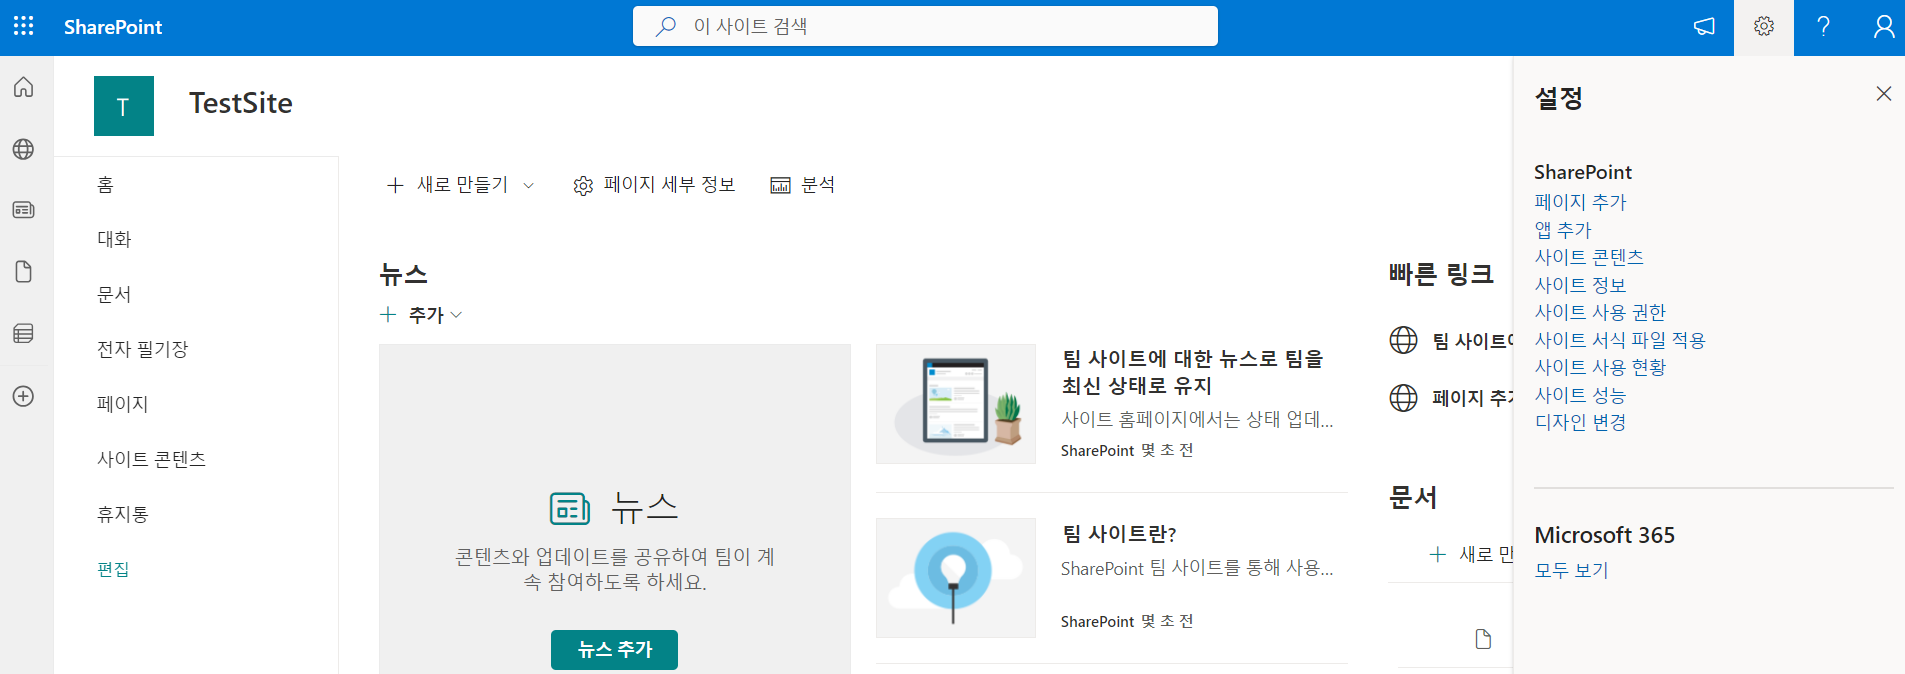 SharePoint
이 사이트 검색
T
TestSite
홈
대화
문서
전자 필기장
페이지
사이트 콘텐츠
휴지통
편집
새로 만들기
페이지 세부 정보
분석
뉴스
추가
뉴스
콘텐츠와 업데이트를 공유하여 팀이 계
속 참여하도록 하세요.
뉴스 추가
팀 사이트에 대한 뉴스로 팀을
최신 상태로 유지
사이트 홈페이지에서는 상태 업데...
SharePoint 몇 초 전
팀 사이트란?
SharePoint 팀 사이트를 통해 사용...
SharePoint 몇 초 전
빠른 링크
팀 사이트
페이지
문서
새로
설정
SharePoint
페이지 추가
앱 추가
사이트 콘텐츠
사이트 정보
사이트 사용 권한
사이트 서식 파일 적용
사이트 사용 현황
사이트 성능
디자인 변경
Microsoft 365
모두 보기